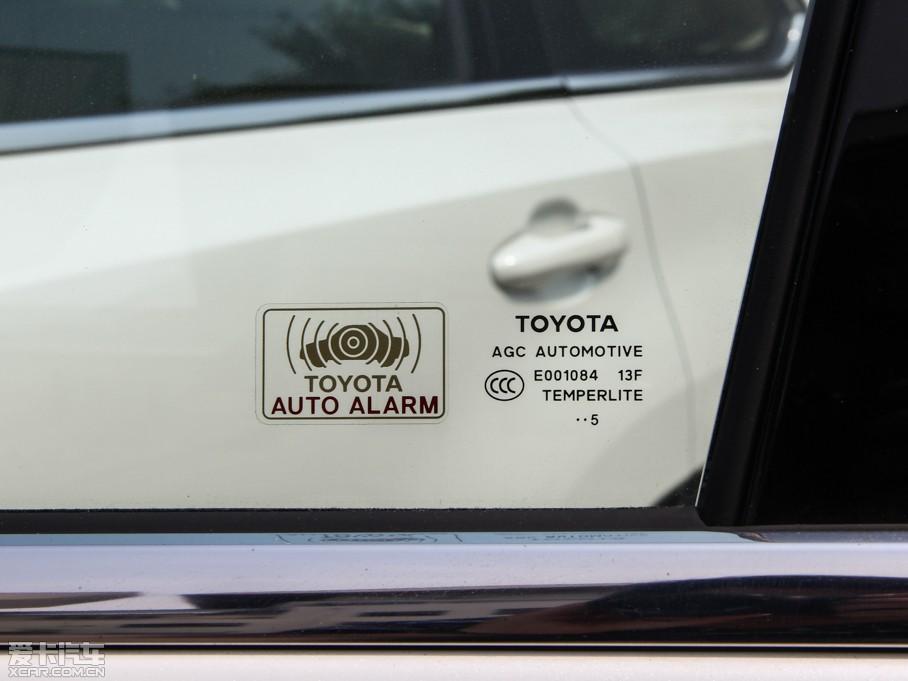 TOYOTA
AUTO ALARM
TOYOTA
AGC AUTOMOTIVE
CCC E001084 13F
TEMPERLITE
··5
爱卡汽车
XCAR.COM.CN